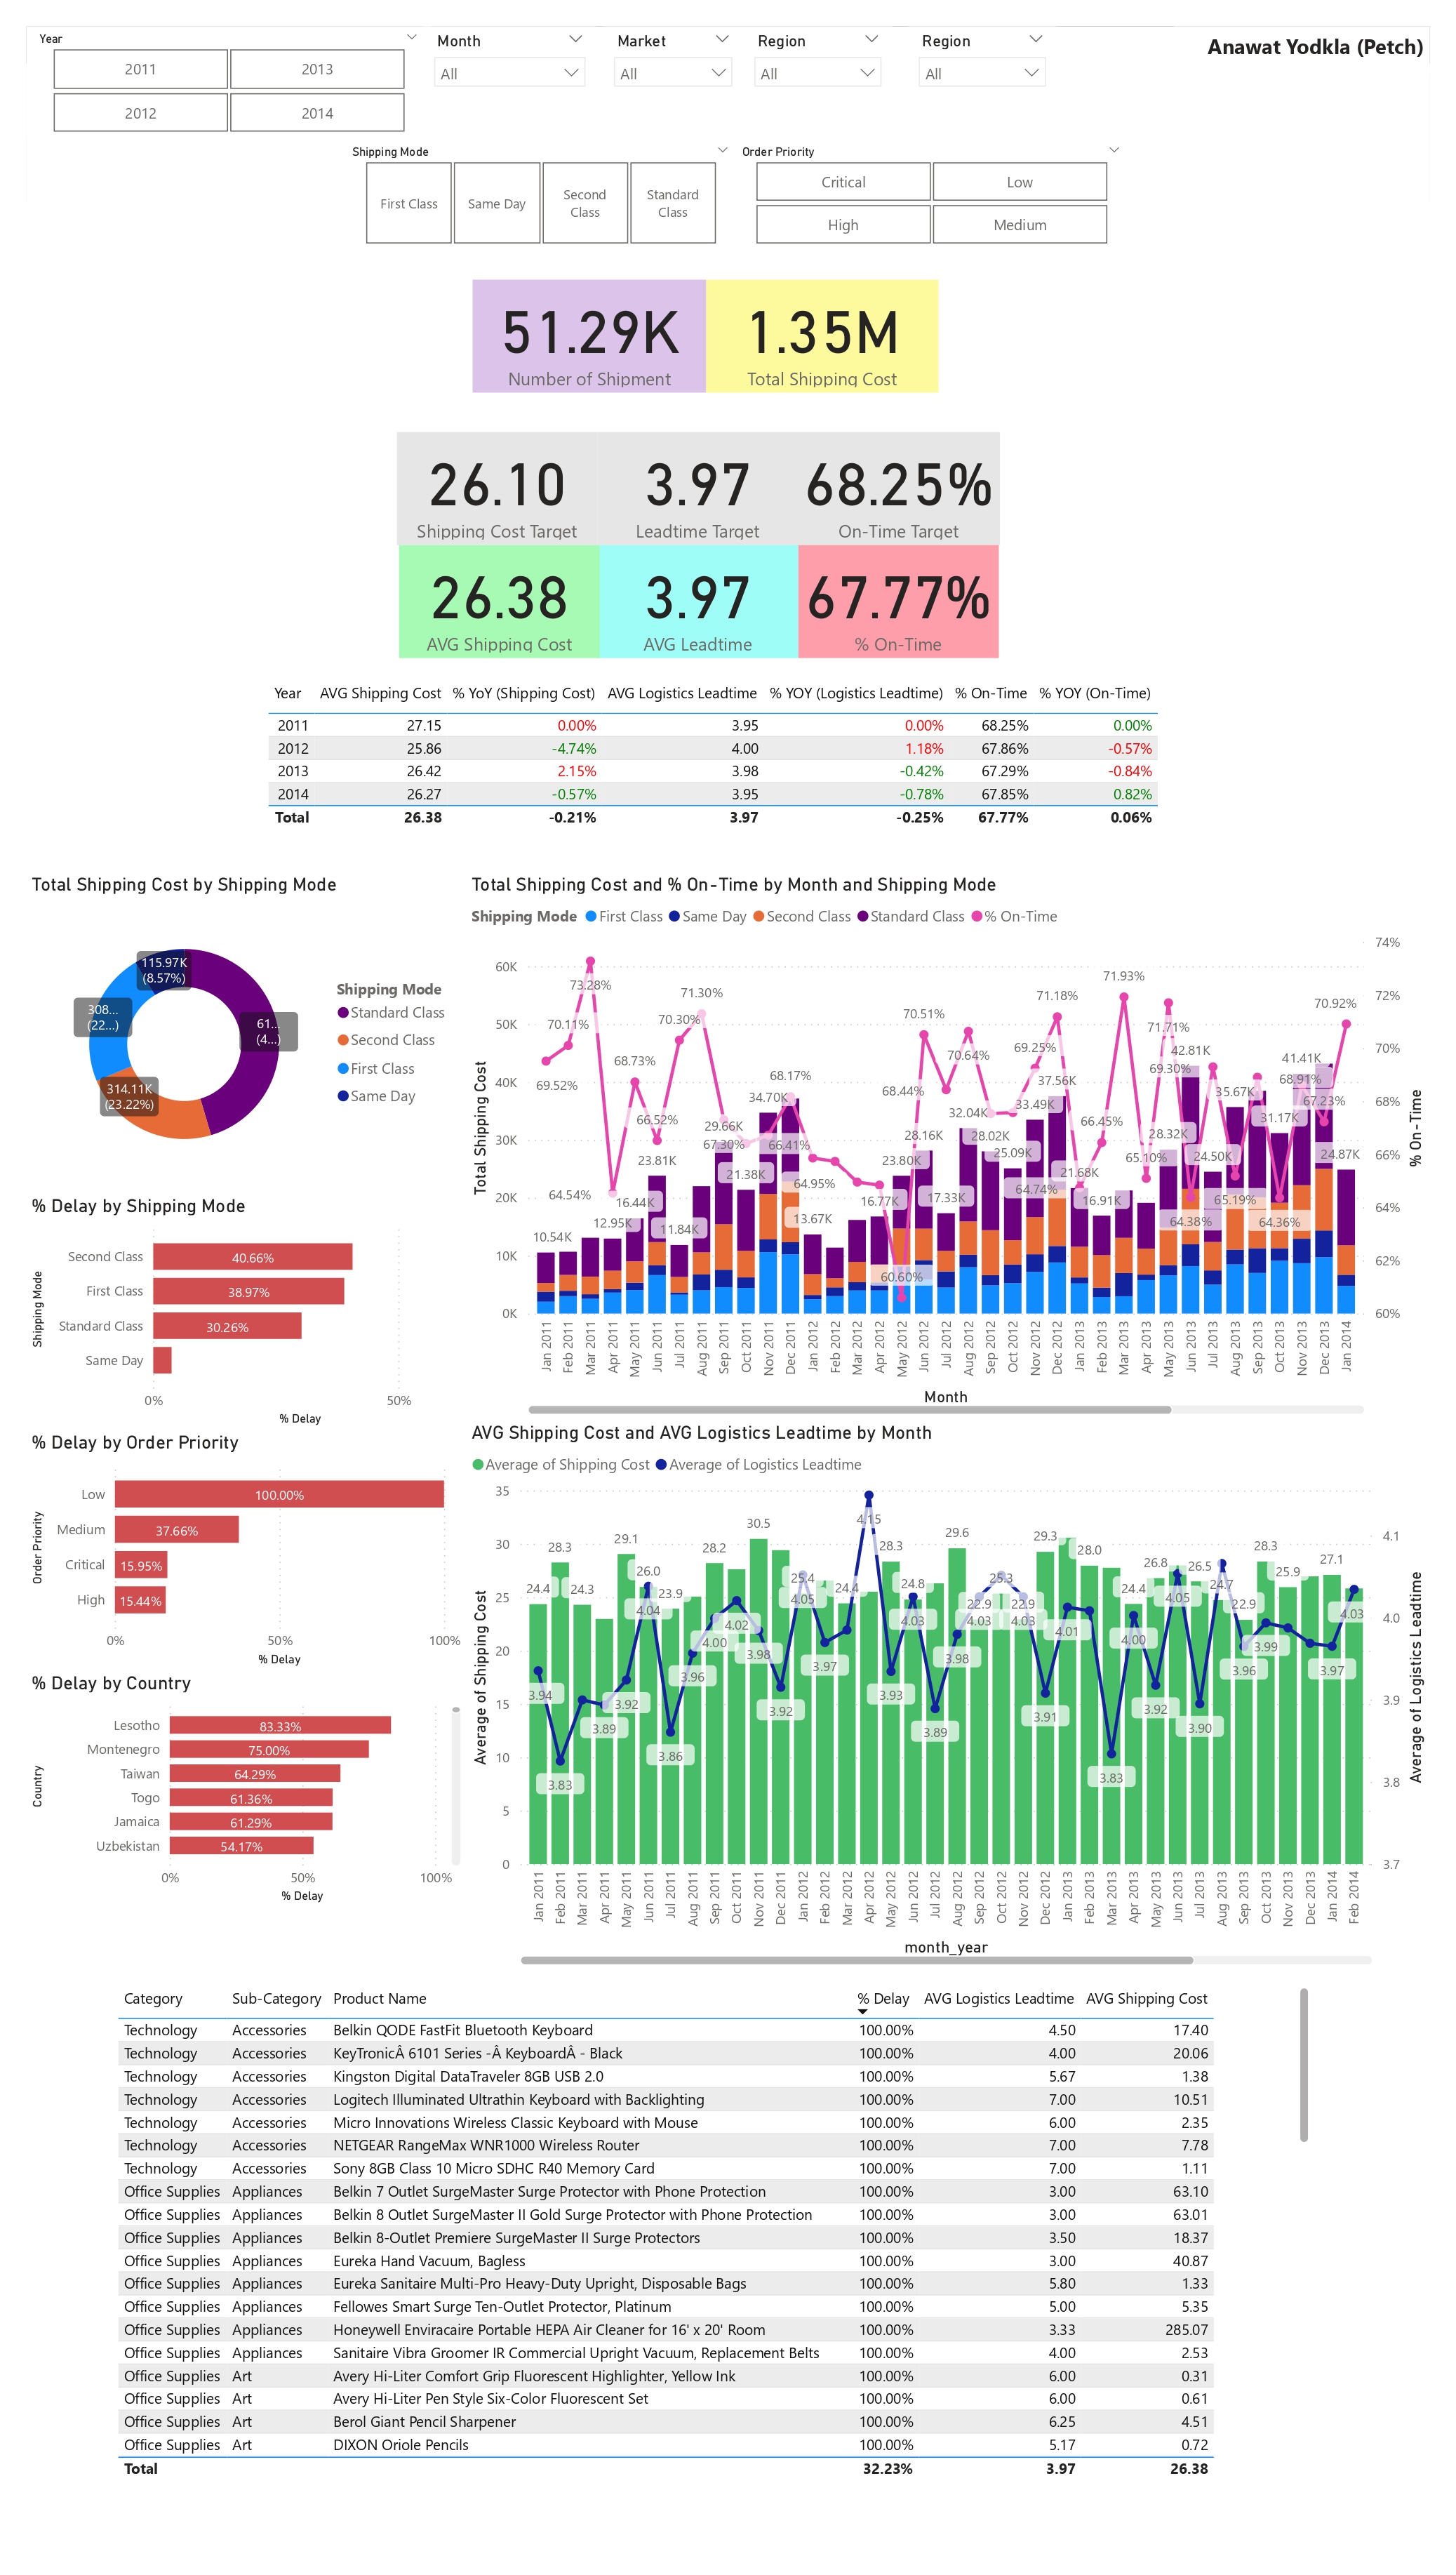 Year
2011 2013
2012 2014
Month
All
Market
All
Region
All
Region
All
Anawat Yodkla (Petch)
Shipping Mode
First Class
Same Day
Second Class
Standard Class
Order Priority
Critical Low
High Medium
51.29K
Number of Shipment
1.35M
Total Shipping Cost
26.10
Shipping Cost Target
3.97
Leadtime Target
68.25%
On-Time Target
26.38
AVG Shipping Cost
3.97
AVG Leadtime
67.77%
% On-Time
Year AVG Shipping Cost % YoY (Shipping Cost) AVG Logistics Leadtime % YOY (Logistics Leadtime) % On-Time % YOY (On-Time)
2011 27.15 0.00% 3.95 0.00% 68.25% 0.00%
2012 25.86 -4.74% 4.00 1.18% 67.86% -0.57%
2013 26.42 2.15% 3.98 -0.42% 67.29% -0.84%
2014 26.27 -0.57% 3.95 -0.78% 67.85% 0.82%
Total 26.38 -0.21% 3.97 -0.25% 67.77% 0.06%
Total Shipping Cost by Shipping Mode
115.97K
(8.57%)
308...
(22...)
61...
(4...)
314.11K
(23.22%)
Shipping Mode
Standard Class
Second Class
First Class
Same Day
% Delay by Shipping Mode
Shipping Mode
Second Class 40.66%
First Class 38.97%
Standard Class 30.26%
Same Day
0% 50%
% Delay
% Delay by Order Priority
Order Priority
Low 100.00%
Medium 37.66%
Critical 15.95%
High 15.44%
0% 50% 100%
% Delay
% Delay by Country
Country
Lesotho 83.33%
Montenegro 75.00%
Taiwan 64.29%
Togo 61.36%
Jamaica 61.29%
Uzbekistan 54.17%
0% 50% 100%
% Delay
Total Shipping Cost and % On-Time by Month and Shipping Mode
Shipping Mode First Class Same Day Second Class Standard Class % On-Time
Total Shipping Cost
60K
50K
40K
30K
20K
10K
0K
69.52% 70.11% 73.28% 64.54% 68.73% 66.52% 70.30% 71.30% 67.30% 66.41% 68.17% 64.95% 68.44% 60.60% 70.51% 70.64% 69.25% 64.74% 71.18% 66.45% 71.93% 65.10% 71.71% 69.30% 64.38% 65.19% 64.36% 68.91% 67.23% 70.92%
10.54K 12.95K 16.44K 23.81K 11.84K 29.66K 21.38K 34.70K 13.67K 16.77K 23.80K 28.16K 17.33K 32.04K 28.02K 25.09K 33.49K 37.56K 21.68K 16.91K 28.32K 42.81K 24.50K 35.67K 31.17K 41.41K 24.87K
74%
72%
70%
68%
66%
64%
62%
60%
% On-Time
Jan 2011 Feb 2011 Mar 2011 Apr 2011 May 2011 Jun 2011 Jul 2011 Aug 2011 Sep 2011 Oct 2011 Nov 2011 Dec 2011 Jan 2012 Feb 2012 Mar 2012 Apr 2012 May 2012 Jun 2012 Jul 2012 Aug 2012 Sep 2012 Oct 2012 Nov 2012 Dec 2012 Jan 2013 Feb 2013 Mar 2013 Apr 2013 May 2013 Jun 2013 Jul 2013 Aug 2013 Sep 2013 Oct 2013 Nov 2013 Dec 2013 Jan 2014
Month
AVG Shipping Cost and AVG Logistics Leadtime by Month
Average of Shipping Cost Average of Logistics Leadtime
Average of Shipping Cost
35
30
25
20
15
10
5
0
24.4 28.3 24.3 29.1 26.0 23.9 28.2 30.5 25.4 24.4 28.3 24.8 29.6 22.9 25.3 22.9 29.3 28.0 24.4 26.8 26.5 24.7 22.9 28.3 25.9 27.1
3.94 3.83 3.89 3.92 4.04 3.86 3.96 4.00 4.02 3.98 3.92 4.05 3.97 4.15 3.93 4.03 3.89 3.98 4.03 4.03 3.91 4.01 3.83 4.00 3.92 4.05 3.90 3.96 3.99 3.97 4.03
4.1
4.0
3.9
3.8
3.7
Average of Logistics Leadtime
Jan 2011 Feb 2011 Mar 2011 Apr 2011 May 2011 Jun 2011 Jul 2011 Aug 2011 Sep 2011 Oct 2011 Nov 2011 Dec 2011 Jan 2012 Feb 2012 Mar 2012 Apr 2012 May 2012 Jun 2012 Jul 2012 Aug 2012 Sep 2012 Oct 2012 Nov 2012 Dec 2012 Jan 2013 Feb 2013 Mar 2013 Apr 2013 May 2013 Jun 2013 Jul 2013 Aug 2013 Sep 2013 Oct 2013 Nov 2013 Dec 2013 Jan 2014 Feb 2014
month_year
Category Sub-Category Product Name % Delay AVG Logistics Leadtime AVG Shipping Cost
Technology Accessories Belkin QODE FastFit Bluetooth Keyboard 100.00% 4.50 17.40
Technology Accessories KeyTronicÂ 6101 Series -Â KeyboardÂ - Black 100.00% 4.00 20.06
Technology Accessories Kingston Digital DataTraveler 8GB USB 2.0 100.00% 5.67 1.38
Technology Accessories Logitech Illuminated Ultrathin Keyboard with Backlighting 100.00% 7.00 10.51
Technology Accessories Micro Innovations Wireless Classic Keyboard with Mouse 100.00% 6.00 2.35
Technology Accessories NETGEAR RangeMax WNR1000 Wireless Router 100.00% 7.00 7.78
Technology Accessories Sony 8GB Class 10 Micro SDHC R40 Memory Card 100.00% 7.00 1.11
Office Supplies Appliances Belkin 7 Outlet SurgeMaster Surge Protector with Phone Protection 100.00% 3.00 63.10
Office Supplies Appliances Belkin 8 Outlet SurgeMaster II Gold Surge Protector with Phone Protection 100.00% 3.00 63.01
Office Supplies Appliances Belkin 8-Outlet Premiere SurgeMaster II Surge Protectors 100.00% 3.50 18.37
Office Supplies Appliances Eureka Hand Vacuum, Bagless 100.00% 3.00 40.87
Office Supplies Appliances Eureka Sanitaire Multi-Pro Heavy-Duty Upright, Disposable Bags 100.00% 5.80 1.33
Office Supplies Appliances Fellowes Smart Surge Ten-Outlet Protector, Platinum 100.00% 5.00 5.35
Office Supplies Appliances Honeywell Enviracaire Portable HEPA Air Cleaner for 16' x 20' Room 100.00% 3.33 285.07
Office Supplies Appliances Sanitaire Vibra Groomer IR Commercial Upright Vacuum, Replacement Belts 100.00% 4.00 2.53
Office Supplies Art Avery Hi-Liter Comfort Grip Fluorescent Highlighter, Yellow Ink 100.00% 6.00 0.31
Office Supplies Art Avery Hi-Liter Pen Style Six-Color Fluorescent Set 100.00% 6.00 0.61
Office Supplies Art Berol Giant Pencil Sharpener 100.00% 6.25 4.51
Office Supplies Art DIXON Oriole Pencils 100.00% 5.17 0.72
Total 32.23% 3.97 26.38